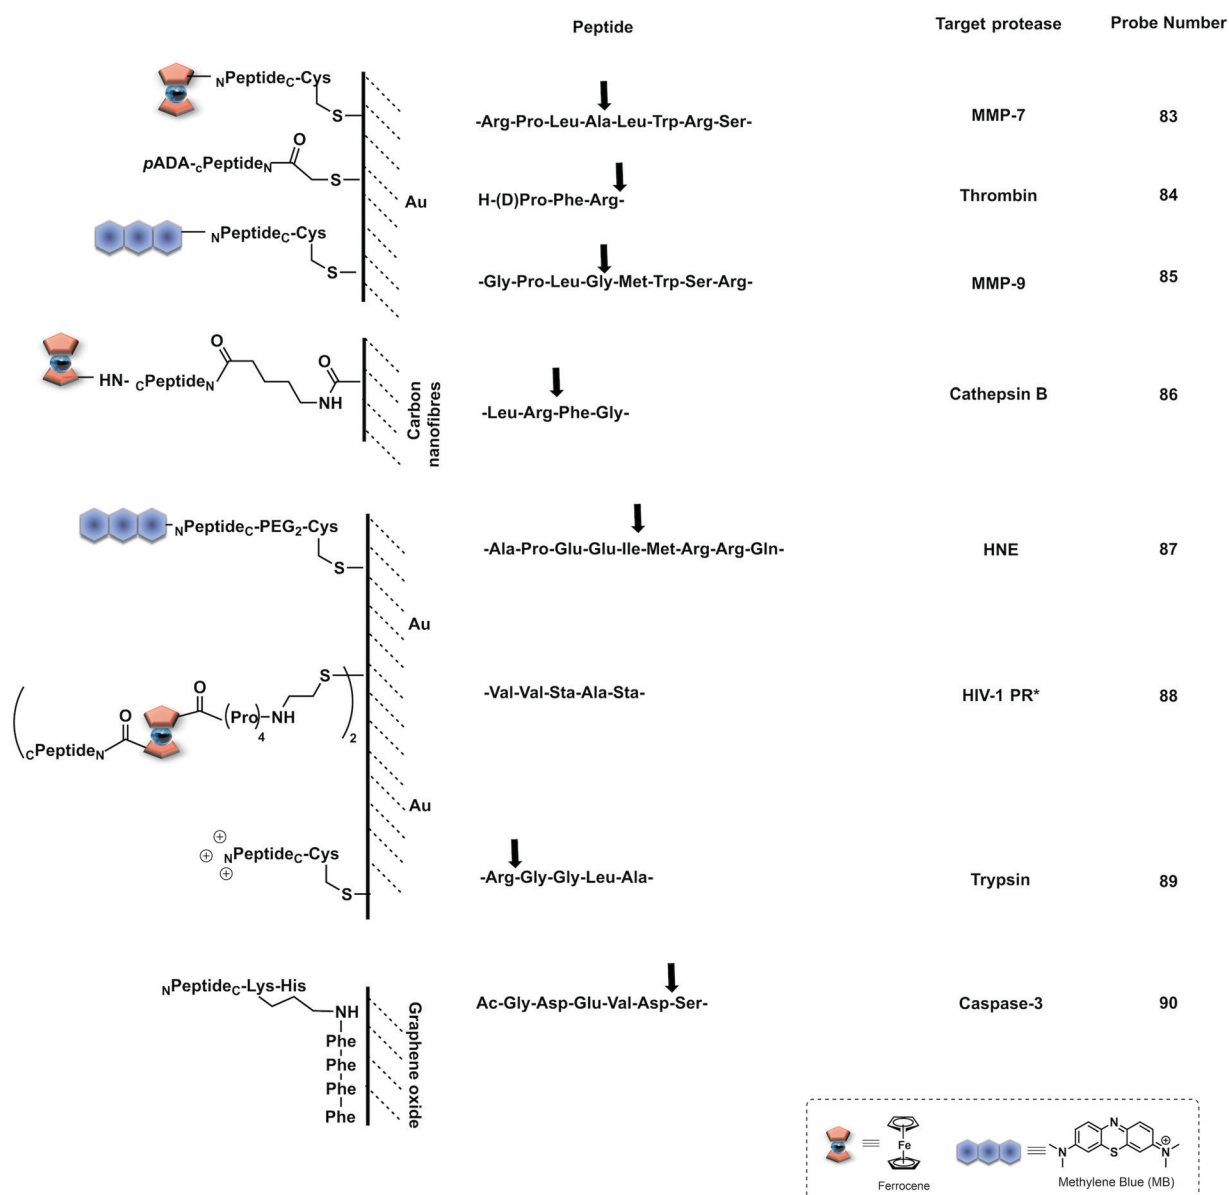 Peptide Target protease Probe Number
NPeptideC-Cys
S
-Arg-Pro-Leu-Ala-Leu-Trp-Arg-Ser- MMP-7 83
O
pADA-cPeptideN
S
Au
H-(D)Pro-Phe-Arg- Thrombin 84
NPeptideC-Cys
S
-Gly-Pro-Leu-Gly-Met-Trp-Ser-Arg- MMP-9 85
O
O
HN- CPeptideN
NH
Carbon
nanofibres
-Leu-Arg-Phe-Gly- Cathepsin B 86
NPeptideC-PEG2-Cys
S
-Ala-Pro-Glu-Glu-Ile-Met-Arg-Arg-Gln- HNE 87
Au
S
O
O
(Pro)4 NH
2
CPeptideN
-Val-Val-Sta-Ala-Sta- HIV-1 PR* 88
Au
⊕
⊕ NPeptideC-Cys
⊕
S
-Arg-Gly-Gly-Leu-Ala- Trypsin 89
NPeptideC-Lys-His
NH
Phe
Phe
Phe
Phe
Graphene oxide
Ac-Gly-Asp-Glu-Val-Asp-Ser- Caspase-3 90
Fe
Ferrocene
N
N S N
⊕
Methylene Blue (MB)